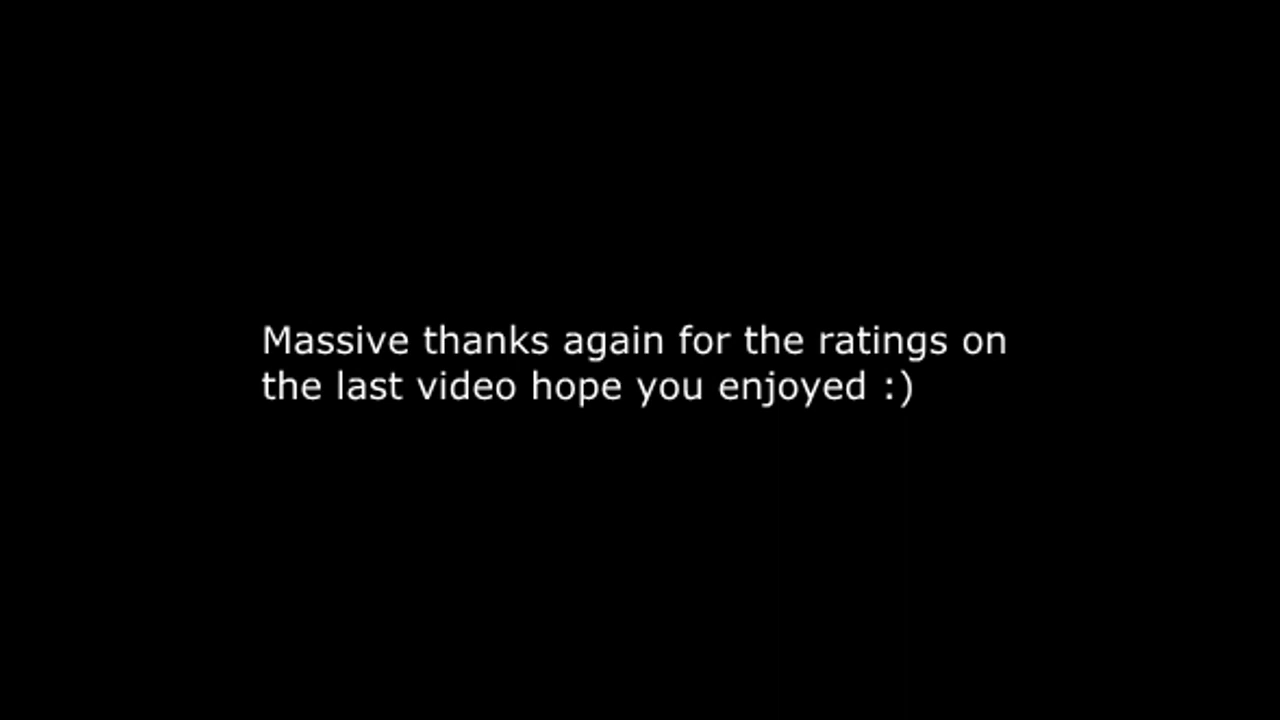 Massive thanks again for the ratings on
the last video hope you enjoyed :)